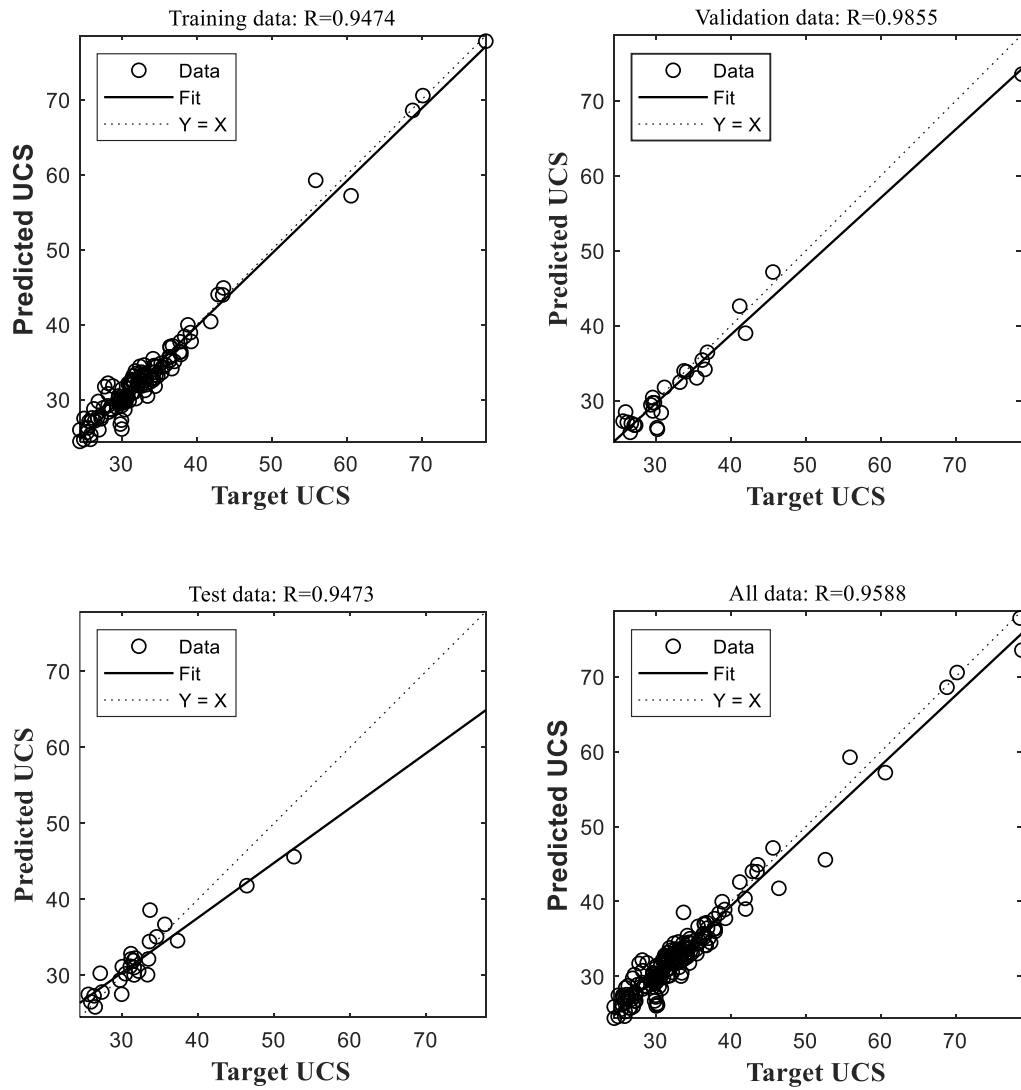 Training data: R=0.9474
Data
Fit
Y = X
70
60
50
40
30
Predicted UCS
30 40 50 60 70
Target UCS
Validation data: R=0.9855
Data
Fit
Y = X
70
60
50
40
30
Predicted UCS
30 40 50 60 70
Target UCS
Test data: R=0.9473
Data
Fit
Y = X
70
60
50
40
30
Predicted UCS
30 40 50 60 70
Target UCS
All data: R=0.9588
Data
Fit
Y = X
70
60
50
40
30
Predicted UCS
30 40 50 60 70
Target UCS